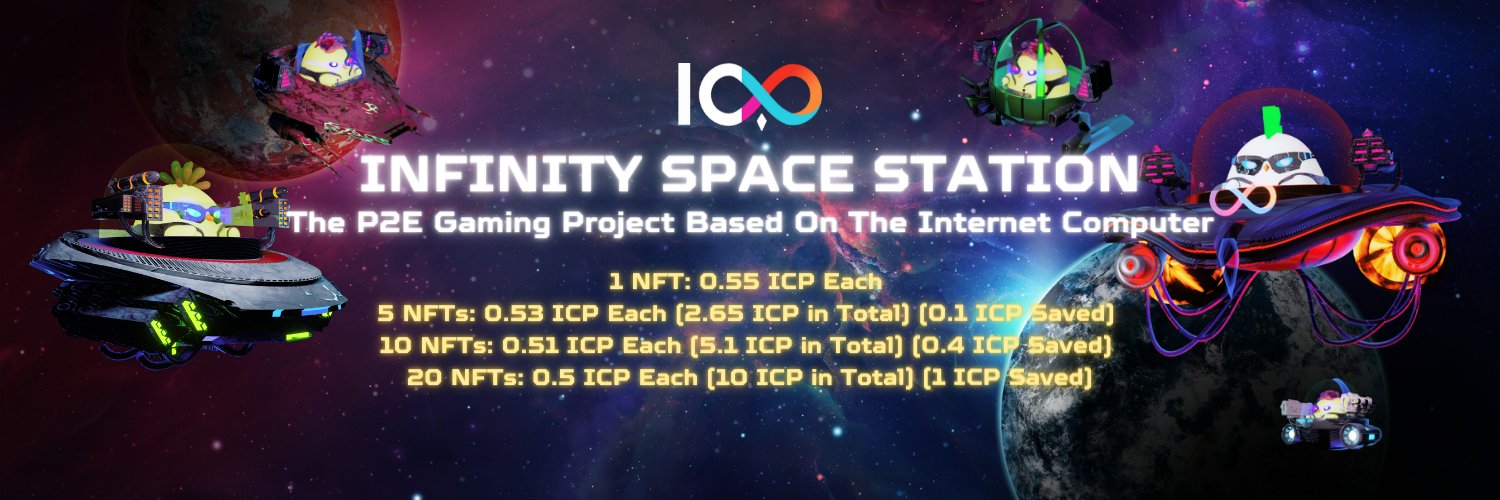 INFINITY SPACE STATION
The P2E Gaming Project Based On The Internet Computer
1 NFT: 0.55 ICP Each
5 NFTs: 0.53 ICP Each (2.65 ICP in Total) (0.1 ICP Saved)
10 NFTs: 0.51 ICP Each (5.1 ICP in Total) (0.4 ICP Saved)
20 NFTs: 0.5 ICP Each (10 ICP in Total) (1 ICP Saved)